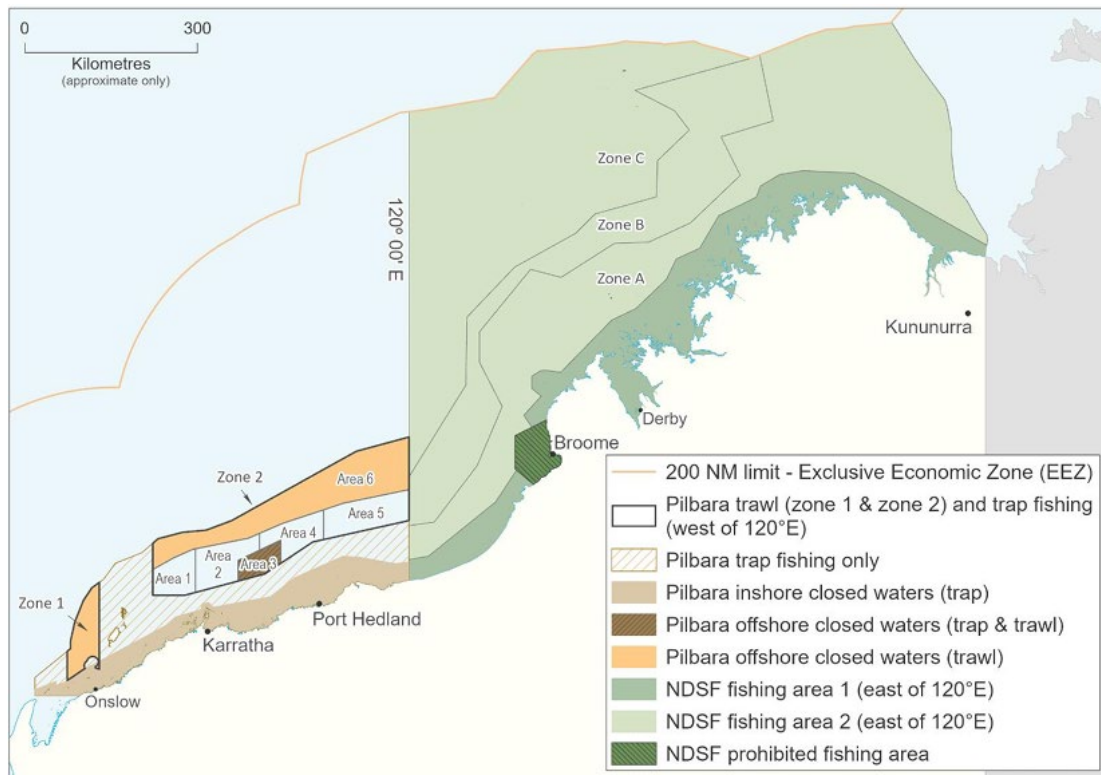 0 300
Kilometres
(approximate only)
Zone C
120° 00' E
Zone B
Zone A
Kununurra
Derby
Broome
Zone 2
Area 6
Area 5
Area 4
Area 3
Area
2
Area 1
Zone 1
Port Hedland
Karratha
Onslow
200 NM limit - Exclusive Economic Zone (EEZ)
Pilbara trawl (zone 1 & zone 2) and trap fishing
(west of 120°E)
Pilbara trap fishing only
Pilbara inshore closed waters (trap)
Pilbara offshore closed waters (trap & trawl)
Pilbara offshore closed waters (trawl)
NDSF fishing area 1 (east of 120°E)
NDSF fishing area 2 (east of 120°E)
NDSF prohibited fishing area